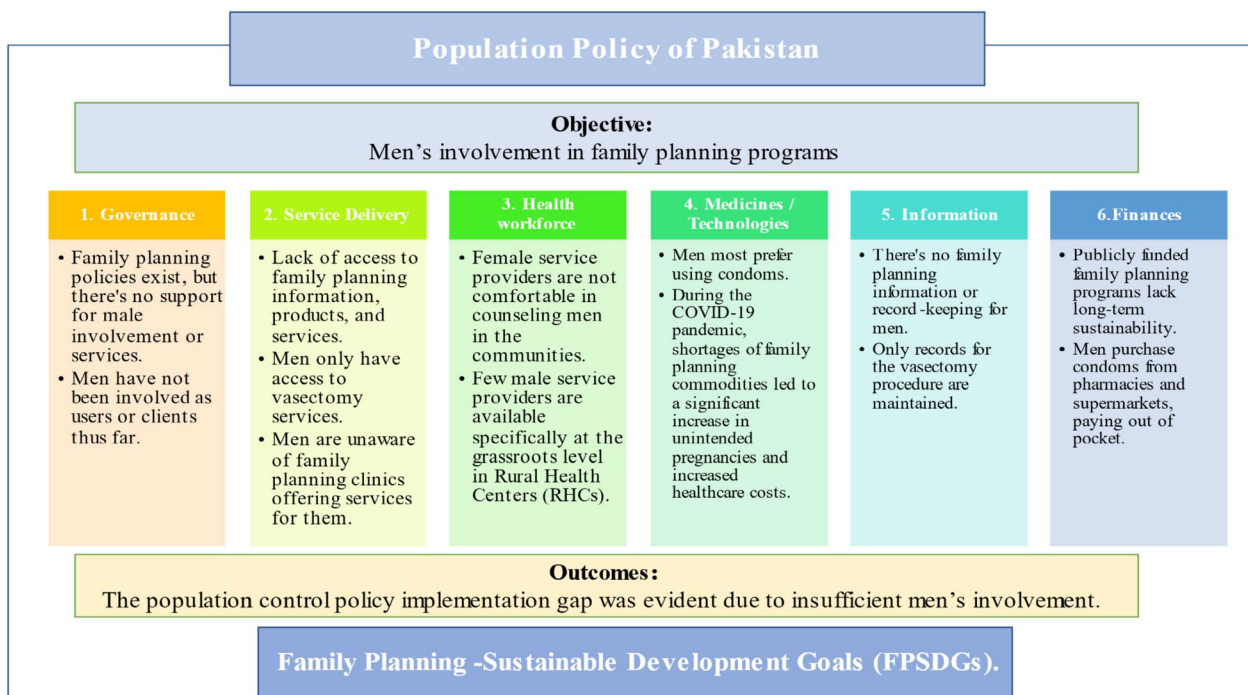 Population Policy of Pakistan
Objective:
Men's involvement in family planning programs
1. Governance
• Family planning
policies exist, but
there's no support
for male
involvement or
services.
• Men have not
been involved as
users or clients
thus far.
2. Service Delivery
• Lack of access to
family planning
information,
products, and
services.
• Men only have
access to
vasectomy
services.
• Men are unaware
of family
planning clinics
offering services
for them.
3. Health
workforce
• Female service
providers are not
comfortable in
counseling men
in the
communities.
• Few male service
providers are
available
specifically at the
grassroots level
in Rural Health
Centers (RHCs).
4. Medicines /
Technologies
• Men most prefer
using condoms.
• During the
COVID-19
pandemic,
shortages of family
planning
commodities led to
a significant
increase in
unintended
pregnancies and
increased
healthcare costs.
5. Information
• There's no family
planning
information or
record-keeping for
men.
• Only records for
the vasectomy
procedure are
maintained.
6.Finances
• Publicly funded
family planning
programs lack
long-term
sustainability.
• Men purchase
condoms from
pharmacies and
supermarkets,
paying out of
pocket.
Outcomes:
The population control policy implementation gap was evident due to insufficient men's involvement.
Family Planning -Sustainable Development Goals (FPSDGs).